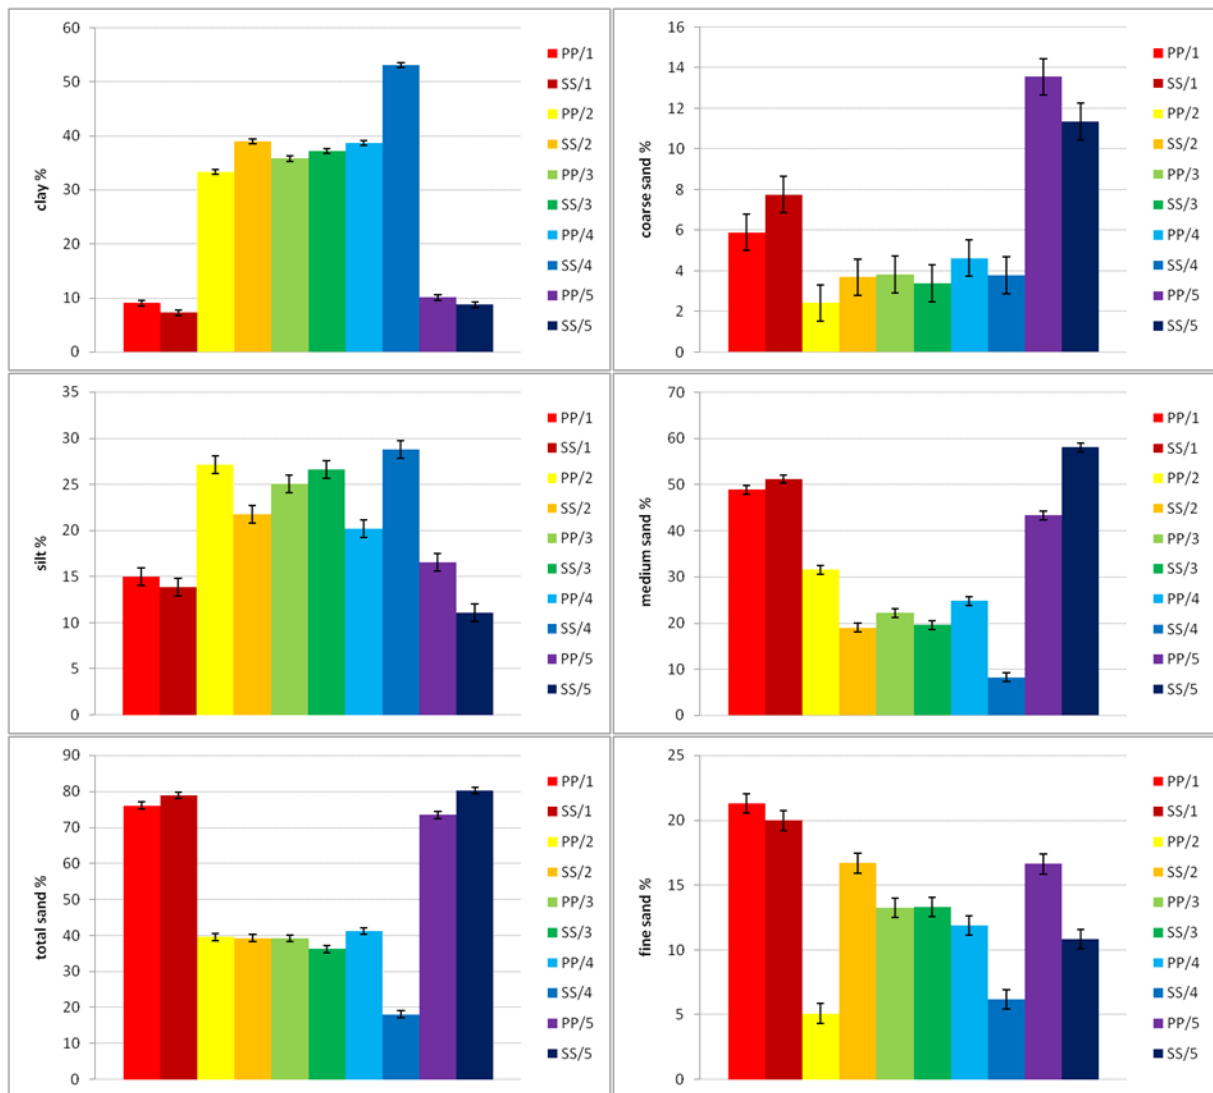 clay %
60
50
40
30
20
10
0
PP/1
SS/1
PP/2
SS/2
PP/3
SS/3
PP/4
SS/4
PP/5
SS/5
coarse sand %
16
14
12
10
8
6
4
2
0
PP/1
SS/1
PP/2
SS/2
PP/3
SS/3
PP/4
SS/4
PP/5
SS/5
silt %
35
30
25
20
15
10
5
0
PP/1
SS/1
PP/2
SS/2
PP/3
SS/3
PP/4
SS/4
PP/5
SS/5
medium sand %
70
60
50
40
30
20
10
0
PP/1
SS/1
PP/2
SS/2
PP/3
SS/3
PP/4
SS/4
PP/5
SS/5
total sand %
90
80
70
60
50
40
30
20
10
0
PP/1
SS/1
PP/2
SS/2
PP/3
SS/3
PP/4
SS/4
PP/5
SS/5
fine sand %
25
20
15
10
5
0
PP/1
SS/1
PP/2
SS/2
PP/3
SS/3
PP/4
SS/4
PP/5
SS/5